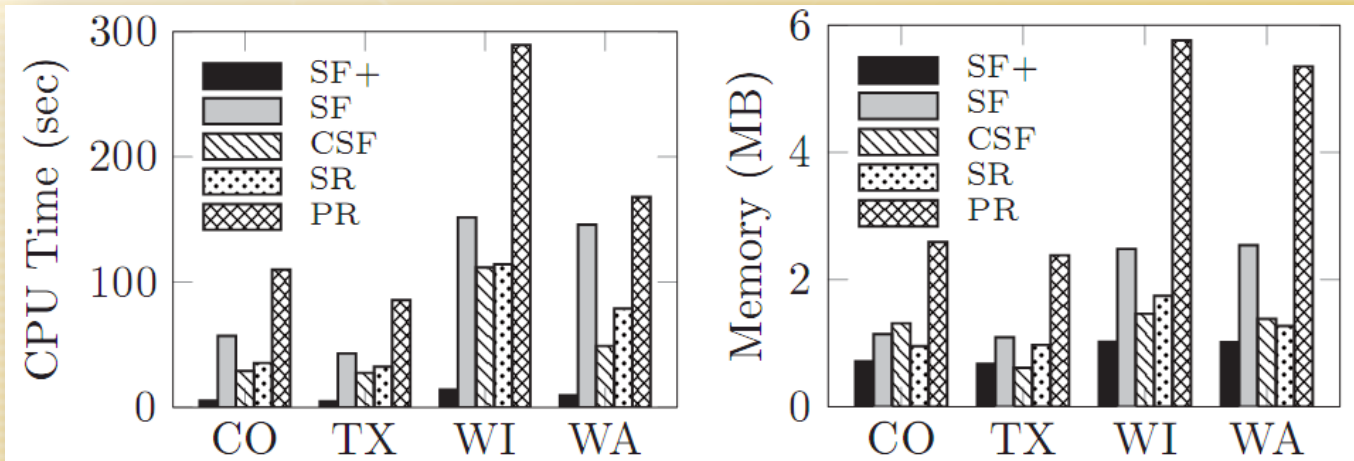 CPU Time (sec)
300
200
100
0
SF+
SF
CSF
SR
PR
CO TX WI WA
Memory (MB)
6
4
2
0
SF+
SF
CSF
SR
PR
CO TX WI WA